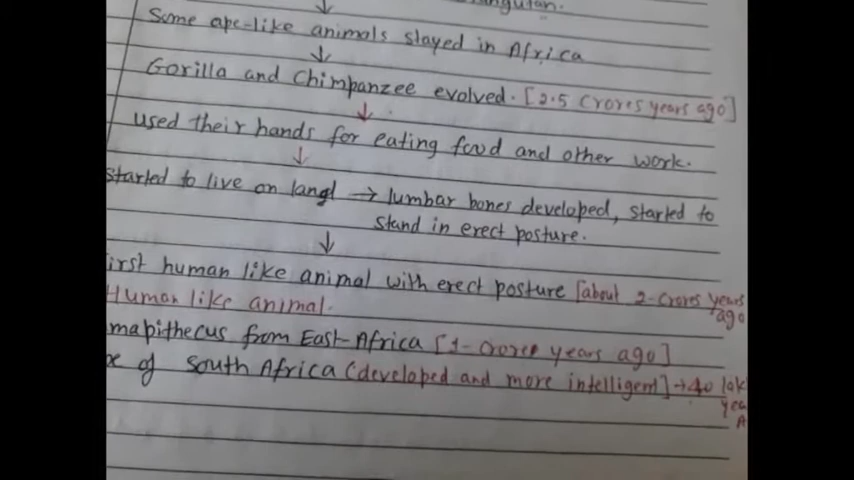 Some ape-like animals stayed in Africa
↓
Gorilla and Chimpanzee evolved. [2.5 Crores years ago]
↓
used their hands for eating food and other work.
↓
started to live on land → lumbar bones developed, started to
stand in erect posture.
↓
irst human like animal with erect posture [about 2-crores years
ago
Human like animal.
mapithecus from East-Africa [1-crores years ago]
x of South Africa (developed and more intelligent] → 40 lak
yea
A